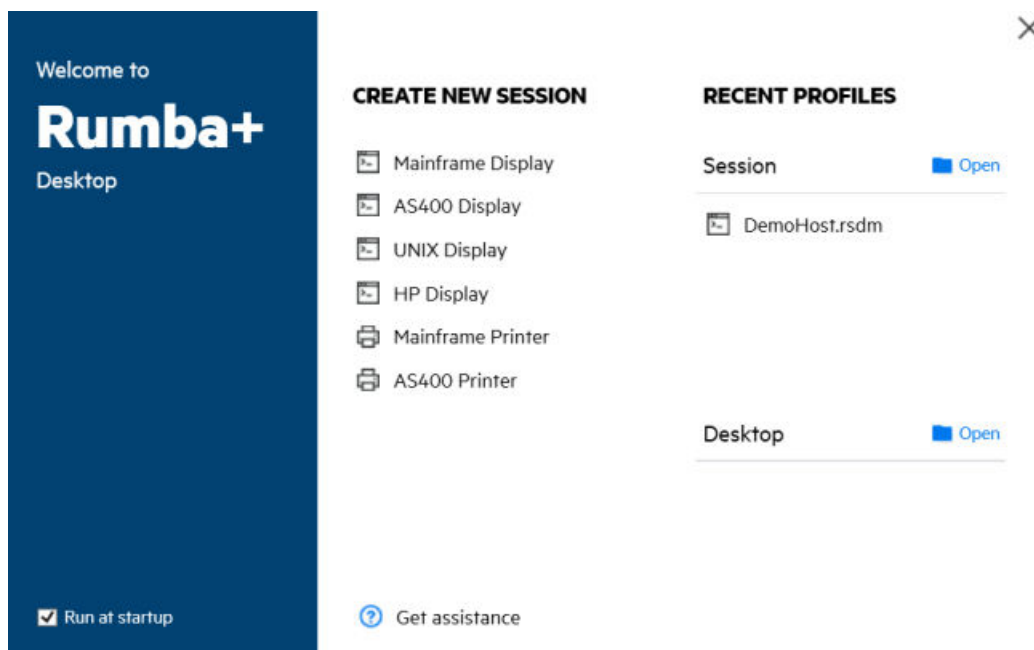 Welcome to
Rumba+
Desktop
Run at startup
CREATE NEW SESSION
Mainframe Display
AS400 Display
UNIX Display
HP Display
Mainframe Printer
AS400 Printer
Get assistance
RECENT PROFILES
Session Open
DemoHost.rsdm
Desktop Open